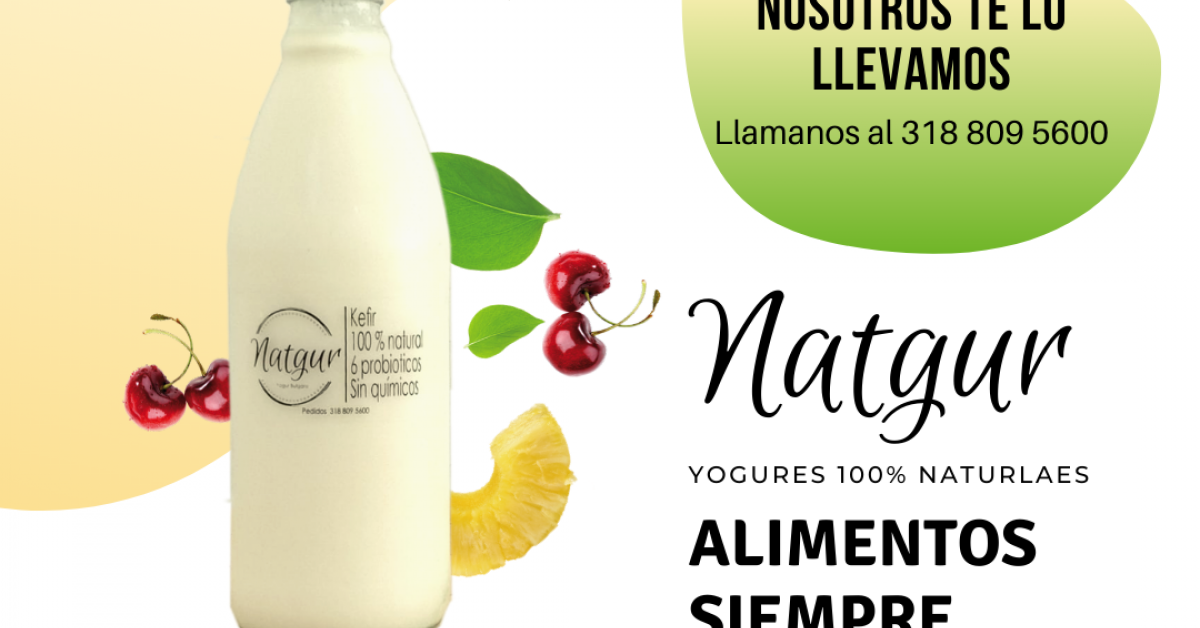 NOSOTROS TE LO
LLEVAMOS
Llamanos al 318 809 5600
Natgur
Kefir
100 % natural
6 probioticos
Sin químicos
Pedidos 318 809 5600
Natgur
YOGURES 100% NATURLAES
ALIMENTOS
SIEMPRE